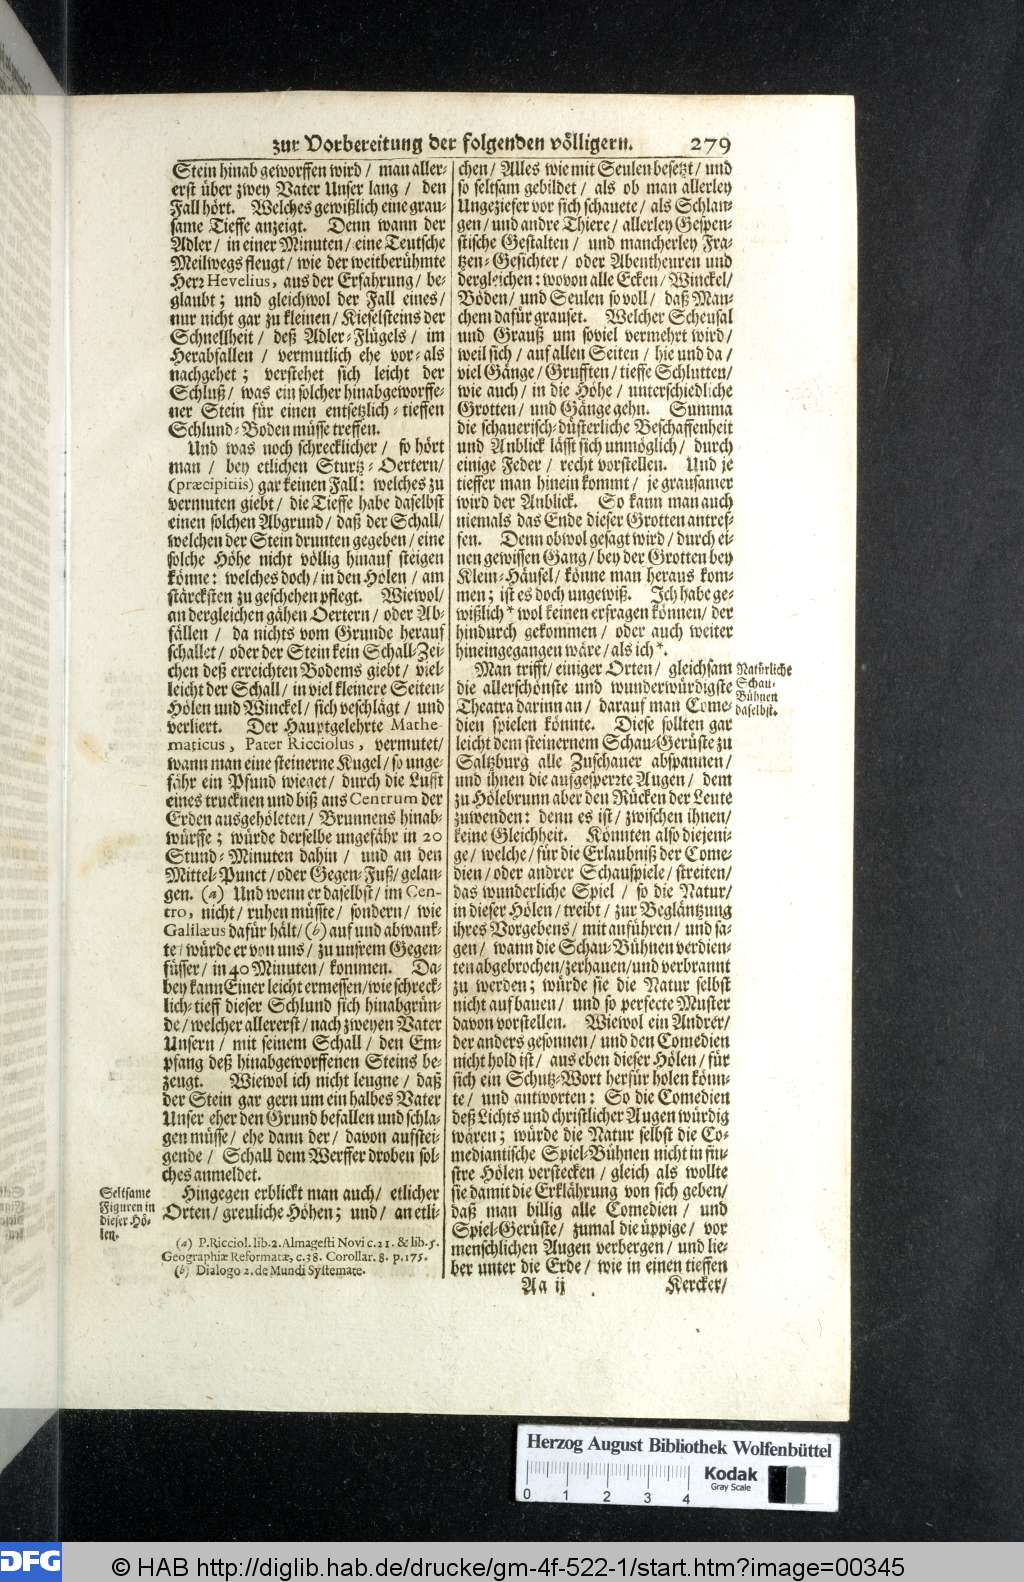 zur Vorbereitung der folgenden völligern. 279
Stein hinab geworffen wird / man aller-
erst über zwey Vater Unser lang / den
Fall hört. Welches gewißlich eine grau-
same Tieffe anzeigt. Denn wann der
Adler / in einer Minuten / eine Teutsche
Meilwegs fleugt / wie der weitberühmte
Herr Hevelius, aus der Erfahrung / be-
glaubt; und gleichwol der Fall eines /
nur nicht gar zu kleinen / Kieselsteins der
Schnellheit / deß Adler-Flügels / im
Herabfallen / vermutlich ehe vor- als
nachgehet; verstehet sich leicht der
Schluß / was ein solcher hinabgeworffe-
ner Stein für einen entsetzlich-tieffen
Schlund-Boden müsse treffen.
Und was noch schrecklicher / so hört
man / bey etlichen Sturtz-Oertern /
(præcipitiis) gar keinen Fall: welches zu
vermuten giebt / die Tieffe habe daselbst
einen solchen Abgrund / daß der Schall /
welchen der Stein drunten gegeben / eine
solche Höhe nicht völlig hinauf steigen
könne: welches doch / in den Hölen / am
stärcksten zu geschehen pflegt. Wiewol /
an dergleichen gähen Oertern / oder Ab-
fällen / da nichts vom Grunde herauf
schallet / oder der Stein kein Schall-Zei-
chen deß erreichten Bodems giebt / viel-
leicht der Schall / in viel kleinere Seiten-
Hölen und Winckel / sich veschlägt / und
verliert. Der Hauptgelehrte Mathe-
maticus, Pater Ricciolus, vermutet /
wann man eine steinerne Kugel / so unge-
fähr ein Pfund wieget / durch die Lufft
eines trucknen und biß aus Centrum der
Erden ausgehöleten / Brunnens hinab-
würffe; würde derselbe ungefähr in 20
Stund-Minuten dahin / und an den
Mittel-Punct / oder Gegen-Fuß / gelan-
gen. (a) Und wenn er daselbst / im Cen-
tro, nicht / ruhen müsste / sondern / wie
Galilæus dafür hält / (b) auf und abwank-
te / würde er von uns / zu unsrem Gegen-
füsser / in 40 Minuten / kommen. Da-
bey kann Einer leicht ermessen / wie schreck-
lich-tieff dieser Schlund sich hinabgrün-
de / welcher allererst / nach zweyen Vater
Unsern / mit seinem Schall / den Em-
pfang deß hinabgeworffenen Steins be-
zeugt. Wiewol ich nicht leugne / daß
der Stein gar gern um ein halbes Vater
Unser eher den Grund befallen und schla-
gen müsse / ehe dann der / davon aufstei-
gende / Schall dem Werffer droben sol-
ches anmeldet.
Seltsame
Figuren in
dieser Hö-
len.
Hingegen erblickt man auch / etlicher
Orten / greuliche Höhen; und / an etli-
(a) P. Ricciol. lib. 2. Almagesti Novi c. 21. & lib. 5.
Geographiæ Reformatæ, c. 38. Corollar. 8. p. 175.
(b) Dialogo 2. de Mundi Systemate.
chen / Alles wie mit Seulen besetzt / und
so seltsam gebildet / als ob man allerley
Ungeziefer vor sich schauete / als Schlan-
gen / und andre Thiere / allerley Gespen-
stische Gestalten / und mancherley Fra-
tzen-Gesichter / oder Abentheuren und
dergleichen: wovon alle Ecken / Winckel /
Böden / und Seulen so voll / daß Man-
chem dafür grauset. Welcher Scheusal
und Grauß um soviel vermehrt wird /
weil sich / auf allen Seiten / hie und da /
viel Gänge / Grufften / tieffe Schlutten /
wie auch / in die Höhe / unterschiedliche
Grotten / und Gänge gehn. Summa
die schauerisch-düsterliche Beschaffenheit
und Anblick lässt sich unmöglich / durch
einige Feder / recht vorstellen. Und je
tieffer man hinein kommt / je grausamer
wird der Anblick. So kann man auch
niemals das Ende dieser Grotten antref-
fen. Denn obwol gesagt wird / durch ei-
nen gewissen Gang / bey der Grotten bey
Klein-Häusel / könne man heraus kom-
men; ist es doch ungewiß. Ich habe ge-
wißlich * wol keinen erfragen können / der
hindurch gekommen / oder auch weiter
hineingegangen wäre / als ich *.
Man trifft / einiger Orten / gleichsam
die allerschönste und wunderwürdigste
Theatra darinn an / darauf man Come-
dien spielen könnte. Diese sollten gar
leicht dem steinernem Schau-Gerüste zu
Saltzburg alle Zuschauer abspannen /
und ihnen die aufgesperrte Augen / dem
zu Hölebrunn aber den Rücken der Leute
zuwenden: denn es ist / zwischen ihnen /
keine Gleichheit. Könnten also diejeni-
ge / welche / für die Erlaubniß der Come-
dien / oder andrer Schauspiele / streiten /
das wunderliche Spiel / so die Natur /
in dieser Hölen / treibt / zur Begläntzung
ihres Vorgebens / mit anführen / und sa-
gen / wann die Schau-Bühnen verdien-
ten abgebrochen / zerhauen / und verbrannt
zu werden; würde sie die Natur selbst
nicht auf bauen / und so perfecte Muster
davon vorstellen. Wiewol ein Andrer /
der anders gesonnen / und den Comedien
nicht hold ist / aus eben dieser Hölen / für
sich ein Schutz-Wort herfür holen könn-
te / und antworten: So die Comedien
deß Lichts und christlicher Augen würdig
wären; würde die Natur selbst die Co-
mediantische Spiel-Bühnen nicht in fin-
stre Hölen verstecken / gleich als wollte
sie damit die Erklährung von sich geben /
daß man billig alle Comedien / und
Spiel-Gerüste / zumal die üppige / vor
menschlichen Augen verbergen / und lie-
ber unter die Erde / wie in einen tieffen
Natürliche
Schau-
Bühnen
daselbst.
Aa ij Kercker /
Herzog August Bibliothek Wolfenbüttel
Kodak
Gray Scale
0 1 2 3 4
DFG
© HAB http://diglib.hab.de/drucke/gm-4f-522-1/start.htm?image=00345